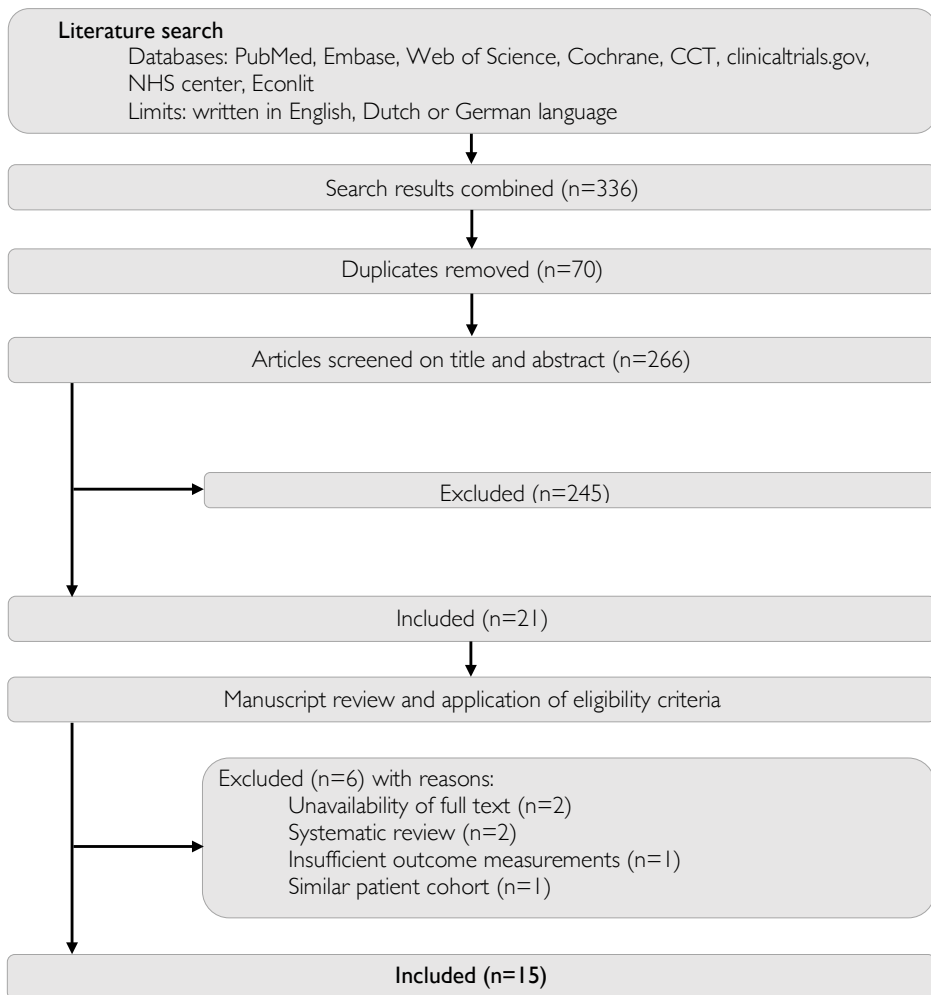 Literature search
Databases: PubMed, Embase, Web of Science, Cochrane, CCT, clinicaltrials.gov,
NHS center, Econlit
Limits: written in English, Dutch or German language
Search results combined (n=336)
Duplicates removed (n=70)
Articles screened on title and abstract (n=266)
Excluded (n=245)
Included (n=21)
Manuscript review and application of eligibility criteria
Excluded (n=6) with reasons:
Unavailability of full text (n=2)
Systematic review (n=2)
Insufficient outcome measurements (n=1)
Similar patient cohort (n=1)
Included (n=15)